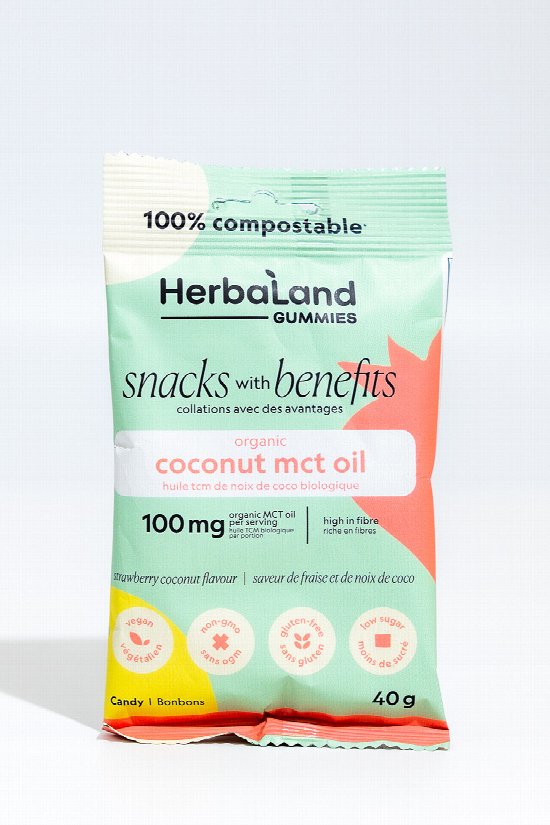 100% compostable*
HerbaLand
GUMMIES
snacks with benefits
collations avec des avantages
organic
coconut mct oil
huile tcm de noix de coco biologique
100 mg organic MCT oil per serving
huile TCM biologique par portion
high in fibre
riche en fibres
strawberry coconut flavour | saveur de fraise et de noix de coco
vegan
végétalien
non-gmo
sans ogm
gluten-free
sans gluten
low sugar
moins de sucre
Candy | Bonbons
40 g